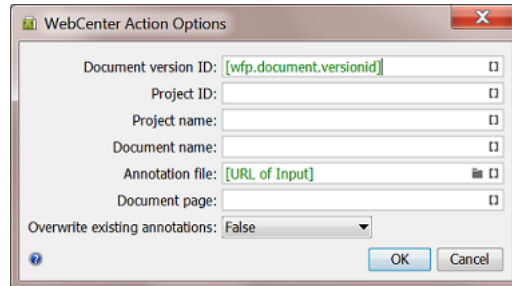 WebCenter Action Options
Document version ID: [wfp.document.versionid]
Project ID:
Project name:
Document name:
Annotation file: [URL of Input]
Document page:
Overwrite existing annotations: False
OK Cancel